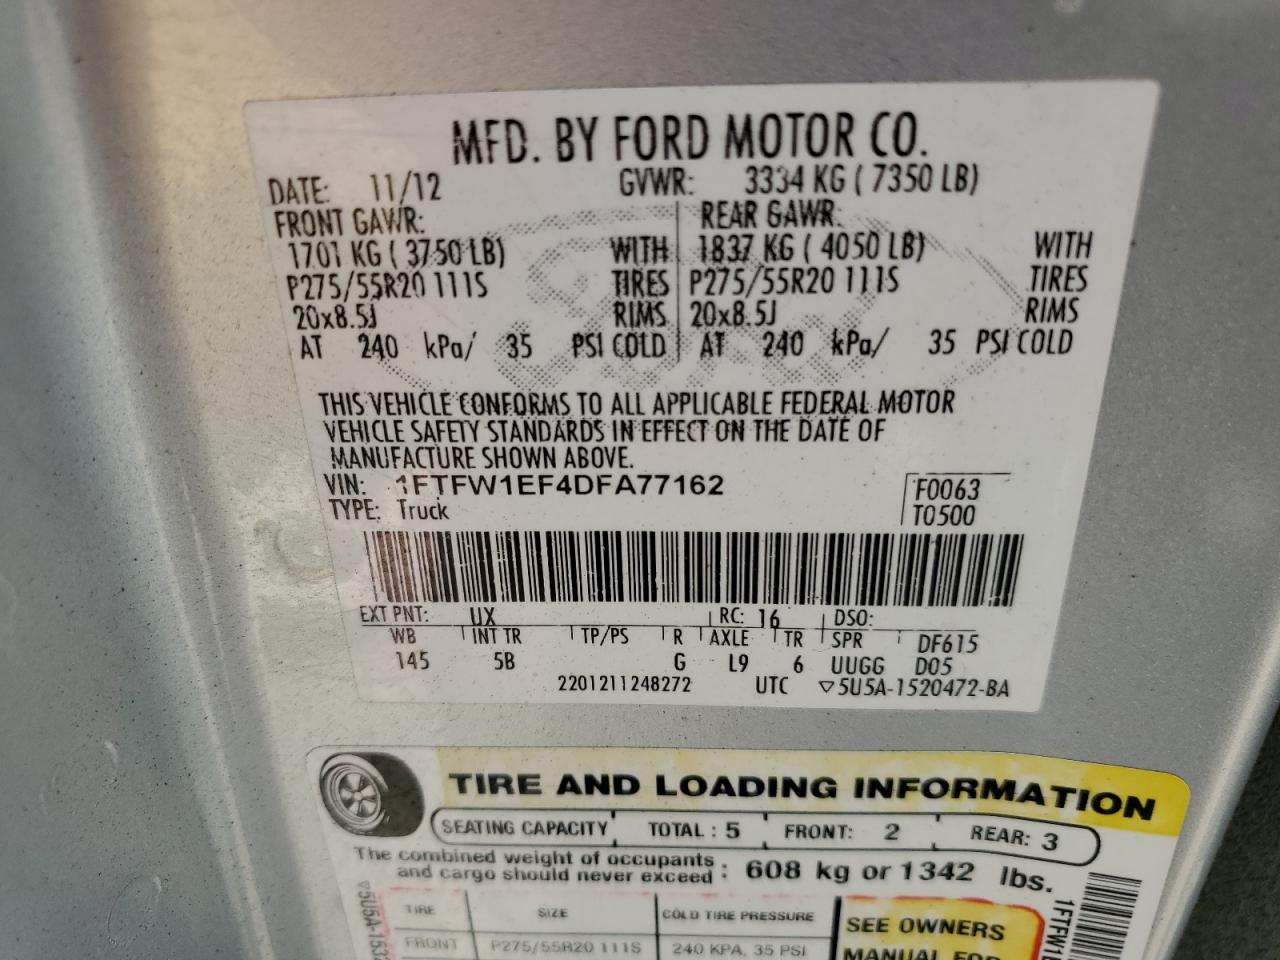 MFD. BY FORD MOTOR CO.
DATE: 11/12 GVWR: 3334 KG ( 7350 LB)
FRONT GAWR: REAR GAWR:
1701 KG ( 3750 LB) WITH 1837 KG ( 4050 LB) WITH
P275/55R20 111S TIRES P275/55R20 111S TIRES
20x8.5J RIMS 20x8.5J RIMS
AT 240 kPa/ 35 PSI COLD AT 240 kPa/ 35 PSI COLD
THIS VEHICLE CONFORMS TO ALL APPLICABLE FEDERAL MOTOR
VEHICLE SAFETY STANDARDS IN EFFECT ON THE DATE OF
MANUFACTURE SHOWN ABOVE.
VIN: 1FTFW1EF4DFA77162 F0063
TYPE: Truck T0500
EXT PNT: UX RC: 16 DSO:
WB INT TR TP/PS R AXLE TR SPR DF615
145 5B G L9 6 UUGG D05
2201211248272 UTC ▽5U5A-1520472-BA
TIRE AND LOADING INFORMATION
SEATING CAPACITY TOTAL : 5 FRONT: 2 REAR: 3
The combined weight of occupants
and cargo should never exceed : 608 kg or 1342 lbs.
TIRE SIZE COLD TIRE PRESSURE SEE OWNERS
FRONT P275/55R20 111S 240 KPA, 35 PSI MANUAL FOR
▽5U5A-153
1FTFW1E